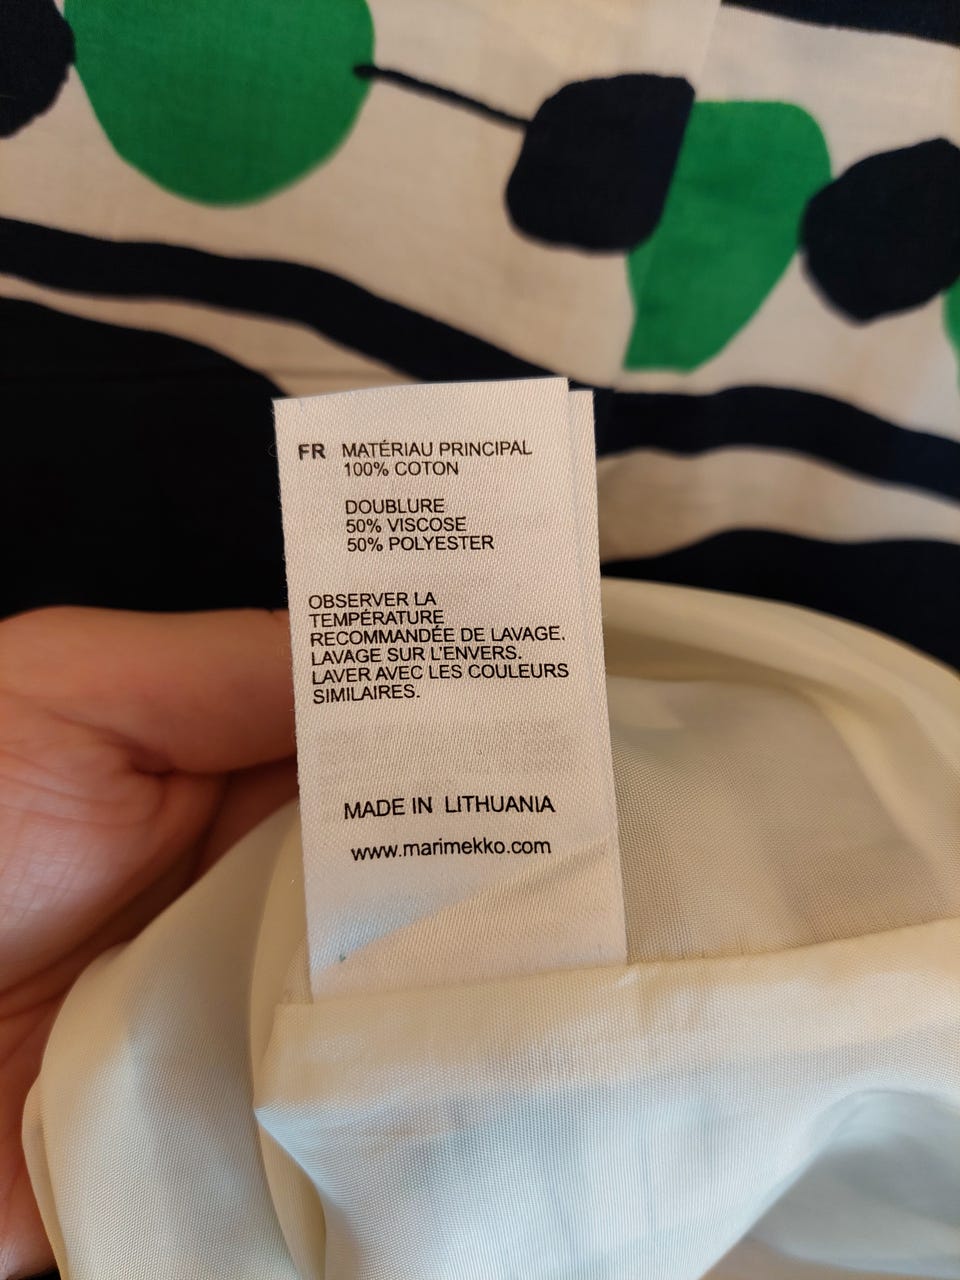 FR MATÉRIAU PRINCIPAL
100% COTON
DOUBLURE
50% VISCOSE
50% POLYESTER
OBSERVER LA
TEMPÉRATURE
RECOMMANDÉE DE LAVAGE.
LAVAGE SUR L'ENVERS.
LAVER AVEC LES COULEURS
SIMILAIRES.
MADE IN LITHUANIA
www.marimekko.com